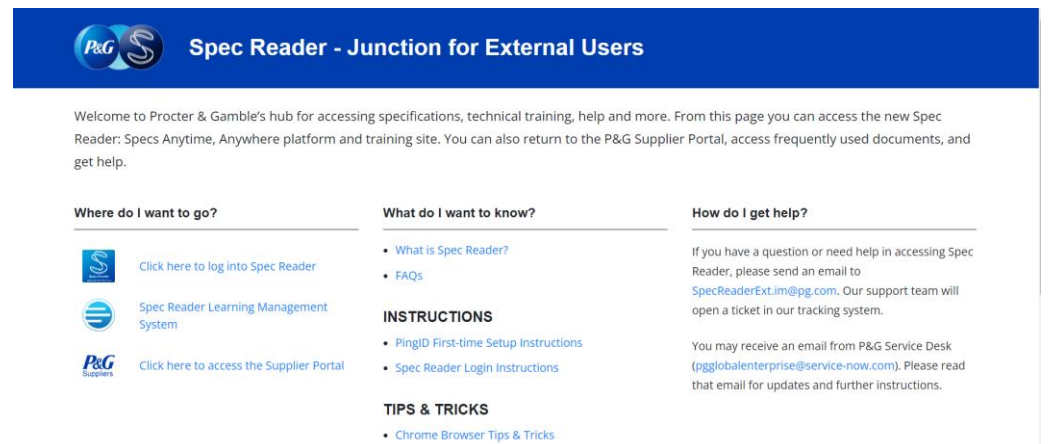 P&G S
Spec Reader - Junction for External Users
Welcome to Procter & Gamble's hub for accessing specifications, technical training, help and more. From this page you can access the new Spec
Reader: Specs Anytime, Anywhere platform and training site. You can also return to the P&G Supplier Portal, access frequently used documents, and
get help.
Where do I want to go?
Click here to log into Spec Reader
Spec Reader Learning Management
System
P&G
Suppliers
Click here to access the Supplier Portal
What do I want to know?
• What is Spec Reader?
• FAQs
INSTRUCTIONS
• PingID First-time Setup Instructions
• Spec Reader Login Instructions
TIPS & TRICKS
• Chrome Browser Tips & Tricks
How do I get help?
If you have a question or need help in accessing Spec
Reader, please send an email to
SpecReaderExt.im@pg.com. Our support team will
open a ticket in our tracking system.
You may receive an email from P&G Service Desk
(pgglobalenterprise@service-now.com). Please read
that email for updates and further instructions.